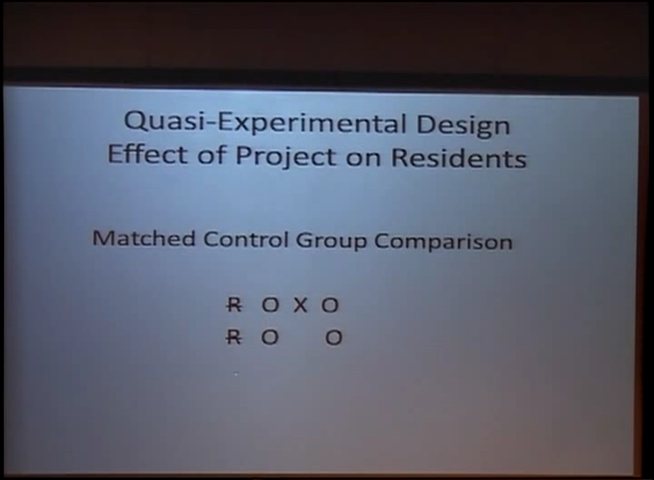 Quasi-Experimental Design
Effect of Project on Residents
Matched Control Group Comparison
R O X O
R O O